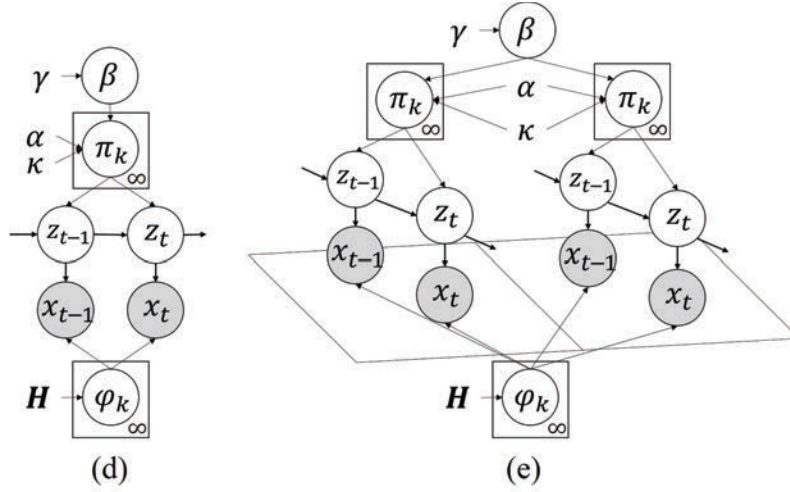 γ β
α κ π_k ∞
z_{t−1} z_t
x_{t−1} x_t
H φ_k ∞
(d)
γ β
π_k ∞ α κ π_k ∞
z_{t−1} z_t z_{t−1} z_t
x_{t−1} x_t x_{t−1} x_t
H φ_k ∞
(e)